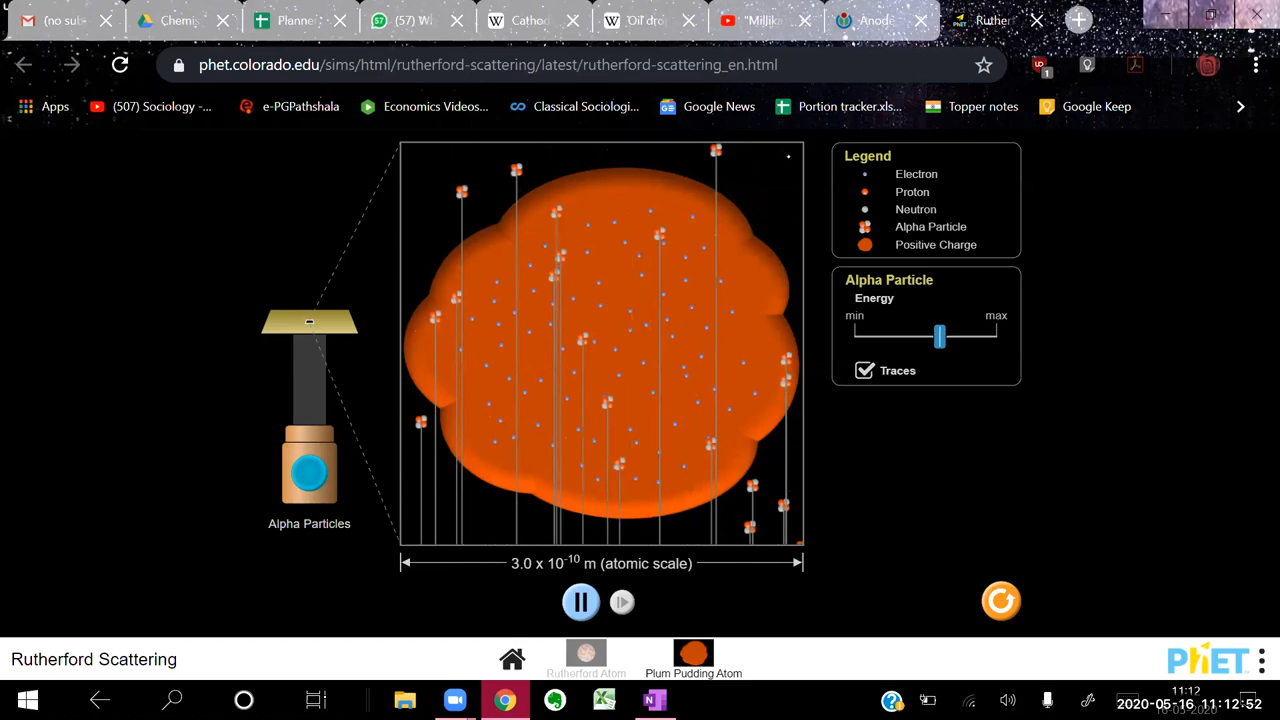 (no sub
Chemi
Planne
(57) W
Cathod
Oil dro
"Millik
Anode
Ruthe
phet.colorado.edu/sims/html/rutherford-scattering/latest/rutherford-scattering_en.html
Apps
(507) Sociology -...
e-PGPathshala
Economics Videos...
Classical Sociologi...
Google News
Portion tracker.xls...
Topper notes
Google Keep
Legend
Electron
Proton
Neutron
Alpha Particle
Positive Charge
Alpha Particle
Energy
min
max
Traces
Alpha Particles
3.0 x 10⁻¹⁰ m (atomic scale)
Rutherford Scattering
Rutherford Atom
Plum Pudding Atom
PhET
11:12
2020-05-16 11:12:52